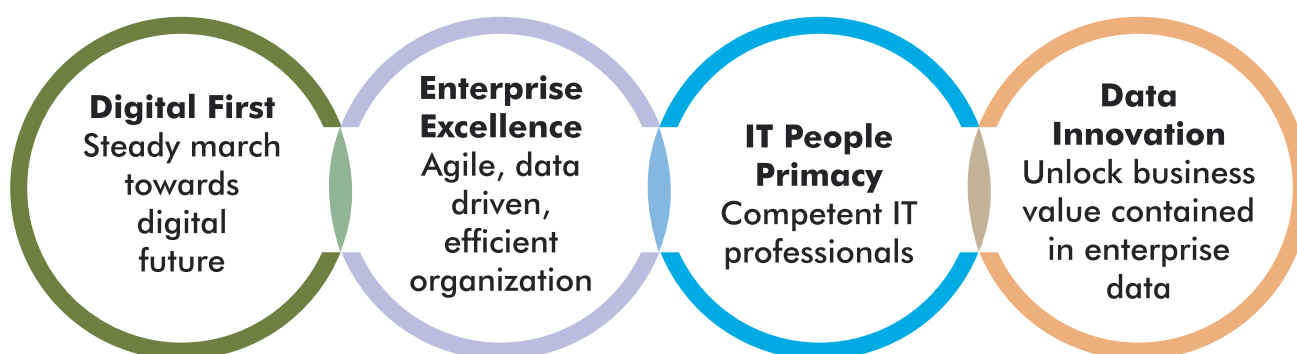 Digital First
Steady march
towards
digital
future
Enterprise
Excellence
Agile, data
driven,
efficient
organization
IT People
Primacy
Competent IT
professionals
Data
Innovation
Unlock business
value contained
in enterprise
data